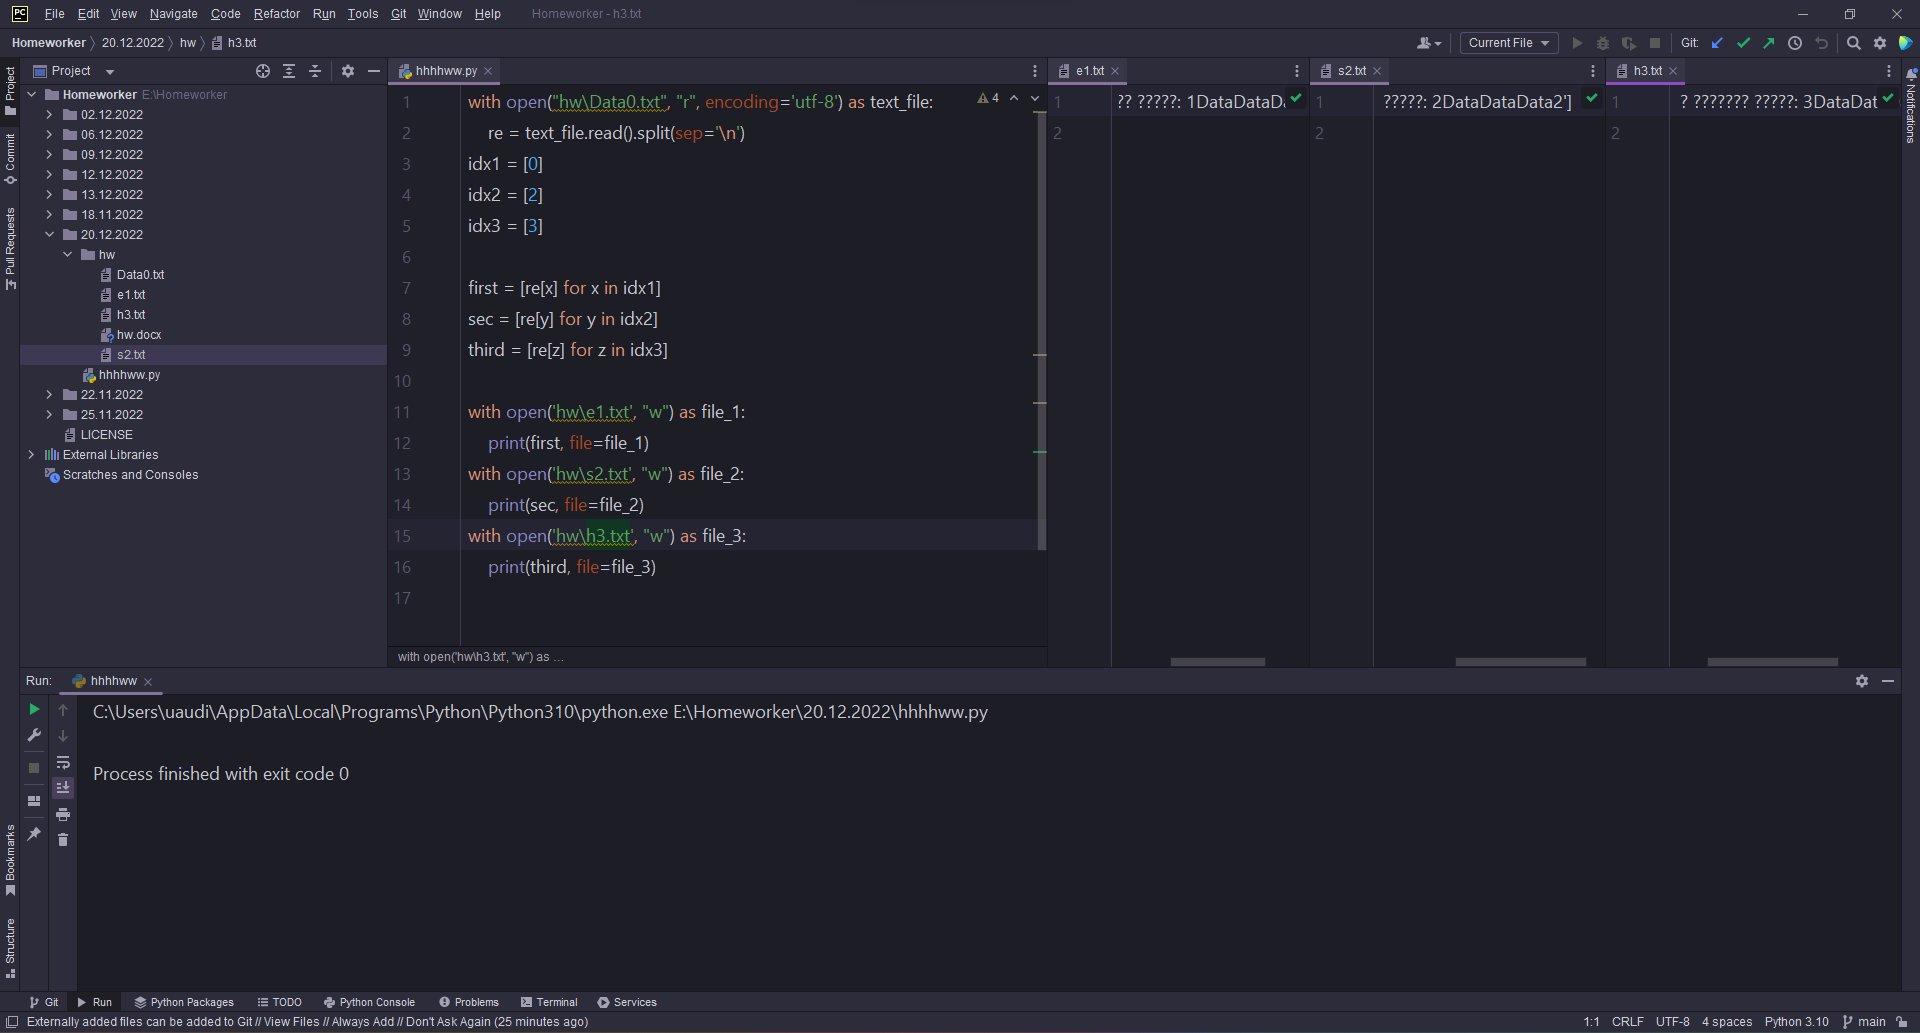 PC File Edit View Navigate Code Refactor Run Tools Git Window Help Homeworker - h3.txt
Homeworker 20.12.2022 hw h3.txt Current File Git:
Project
Commit
Pull Requests
Bookmarks
Structure
Project
Homeworker E:\Homeworker
02.12.2022
06.12.2022
09.12.2022
12.12.2022
13.12.2022
18.11.2022
20.12.2022
hw
Data0.txt
e1.txt
h3.txt
hw.docx
s2.txt
hhhhww.py
22.11.2022
25.11.2022
LICENSE
External Libraries
Scratches and Consoles
hhhhww.py
4
1 with open("hw\Data0.txt", "r", encoding='utf-8') as text_file:
2 re = text_file.read().split(sep='\n')
3 idx1 = [0]
4 idx2 = [2]
5 idx3 = [3]
6
7 first = [re[x] for x in idx1]
8 sec = [re[y] for y in idx2]
9 third = [re[z] for z in idx3]
10
11 with open('hw\e1.txt', "w") as file_1:
12 print(first, file=file_1)
13 with open('hw\s2.txt', "w") as file_2:
14 print(sec, file=file_2)
15 with open('hw\h3.txt', "w") as file_3:
16 print(third, file=file_3)
17
with open('hw\h3.txt', "w") as ...
e1.txt
1 ?? ?????: 1DataDataDa
2
s2.txt
1 ?????: 2DataDataData2']
2
h3.txt
1 ? ??????? ?????: 3DataDat
2
Notifications
Run: hhhhww
C:\Users\uaudi\AppData\Local\Programs\Python\Python310\python.exe E:\Homeworker\20.12.2022\hhhhww.py
Process finished with exit code 0
Git Run Python Packages TODO Python Console Problems Terminal Services
Externally added files can be added to Git // View Files // Always Add // Don't Ask Again (25 minutes ago) 1:1 CRLF UTF-8 4 spaces Python 3.10 main